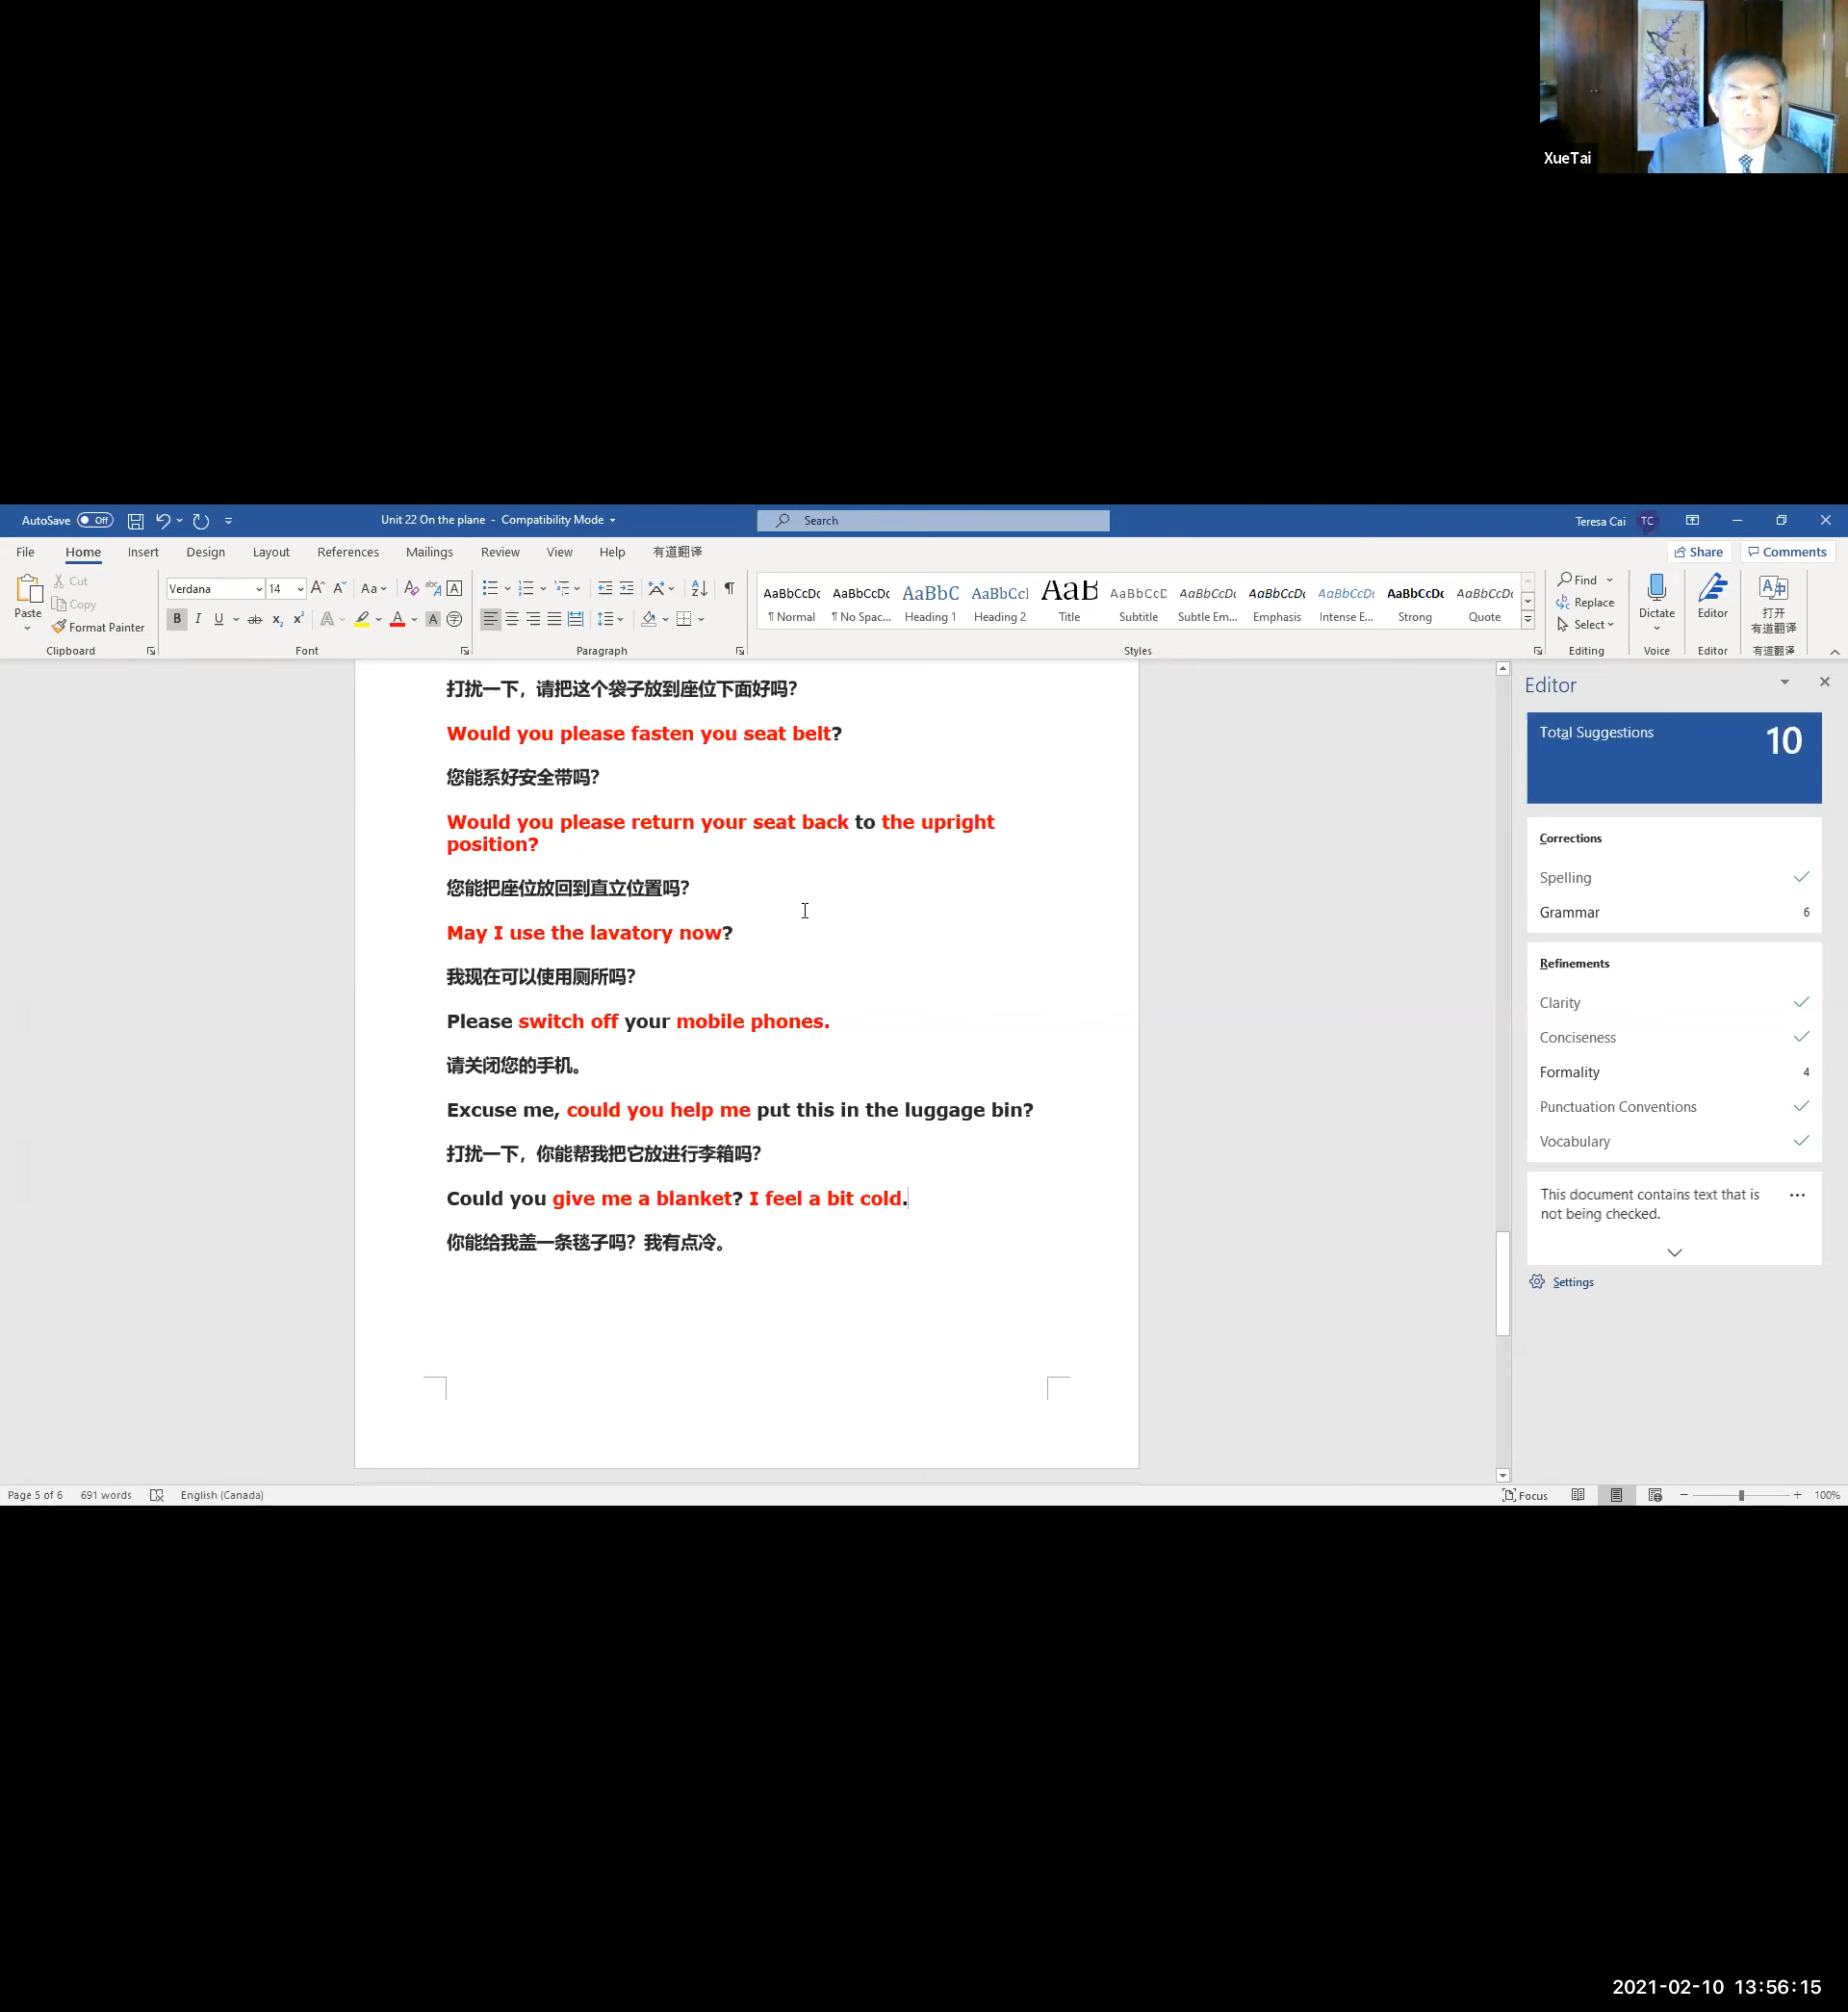 XueTai
AutoSave Off
Unit 22 On the plane - Compatibility Mode
Search
Teresa Cai TC
File Home Insert Design Layout References Mailings Review View Help 有道翻译
Share Comments
Paste
Cut
Copy
Format Painter
Clipboard
Verdana 14
Font
Paragraph
AaBbCcDc AaBbCcDc AaBbC AaBbCcI AaB AaBbCcD AaBbCcDc AaBbCcDc AaBbCcDc AaBbCcDc AaBbCcDc
¶ Normal ¶ No Spac... Heading 1 Heading 2 Title Subtitle Subtle Em... Emphasis Intense E... Strong Quote
Styles
Find
Replace
Select
Editing
Dictate
Voice
Editor
Editor
打开
有道翻译
有道翻译
打扰一下，请把这个袋子放到座位下面好吗？
Would you please fasten you seat belt?
您能系好安全带吗？
Would you please return your seat back to the upright
position?
您能把座位放回到直立位置吗？
May I use the lavatory now?
我现在可以使用厕所吗？
Please switch off your mobile phones.
请关闭您的手机。
Excuse me, could you help me put this in the luggage bin?
打扰一下，你能帮我把它放进行李箱吗？
Could you give me a blanket? I feel a bit cold.
你能给我盖一条毯子吗？我有点冷。
Editor
Total Suggestions 10
Corrections
Spelling
Grammar 6
Refinements
Clarity
Conciseness
Formality 4
Punctuation Conventions
Vocabulary
This document contains text that is
not being checked.
Settings
Page 5 of 6 691 words English (Canada)
Focus
100%
2021-02-10 13:56:15